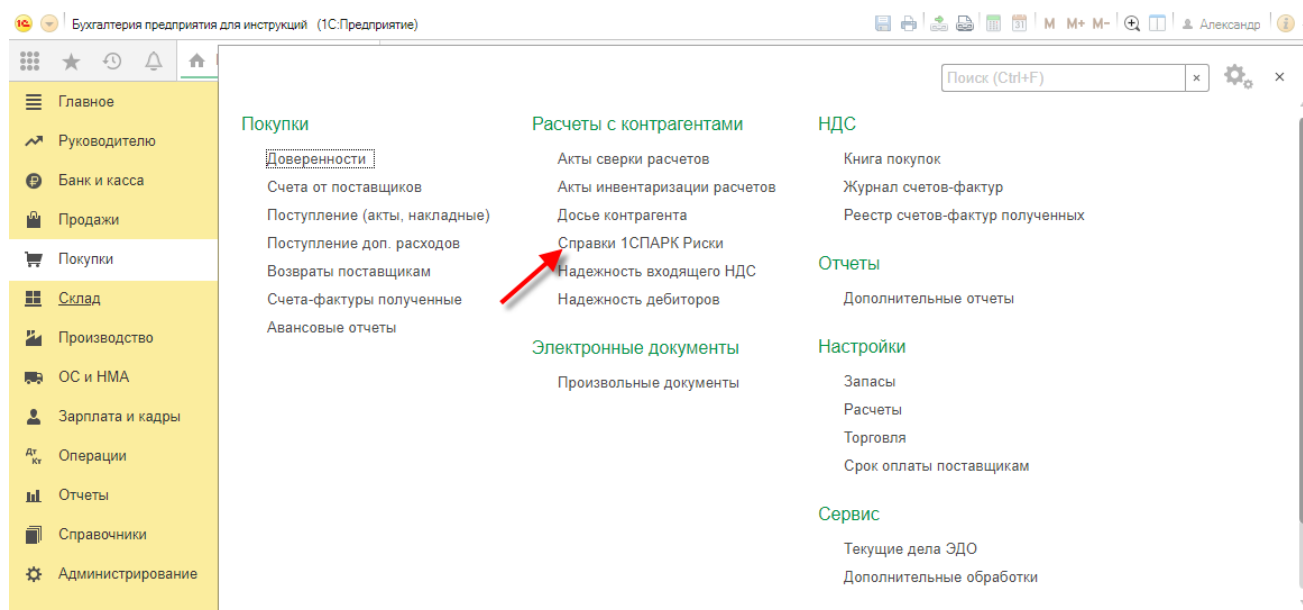 1С Бухгалтерия предприятия для инструкций (1С:Предприятие)
31 M M+ M- Александр i
Поиск (Ctrl+F) × ×
Главное
Руководителю
Банк и касса
Продажи
Покупки
Склад
Производство
ОС и НМА
Зарплата и кадры
Дт Кт Операции
Отчеты
Справочники
Администрирование
Покупки
Доверенности
Счета от поставщиков
Поступление (акты, накладные)
Поступление доп. расходов
Возвраты поставщикам
Счета-фактуры полученные
Авансовые отчеты
Расчеты с контрагентами
Акты сверки расчетов
Акты инвентаризации расчетов
Досье контрагента
Справки 1СПАРК Риски
Надежность входящего НДС
Надежность дебиторов
Электронные документы
Произвольные документы
НДС
Книга покупок
Журнал счетов-фактур
Реестр счетов-фактур полученных
Отчеты
Дополнительные отчеты
Настройки
Запасы
Расчеты
Торговля
Срок оплаты поставщикам
Сервис
Текущие дела ЭДО
Дополнительные обработки